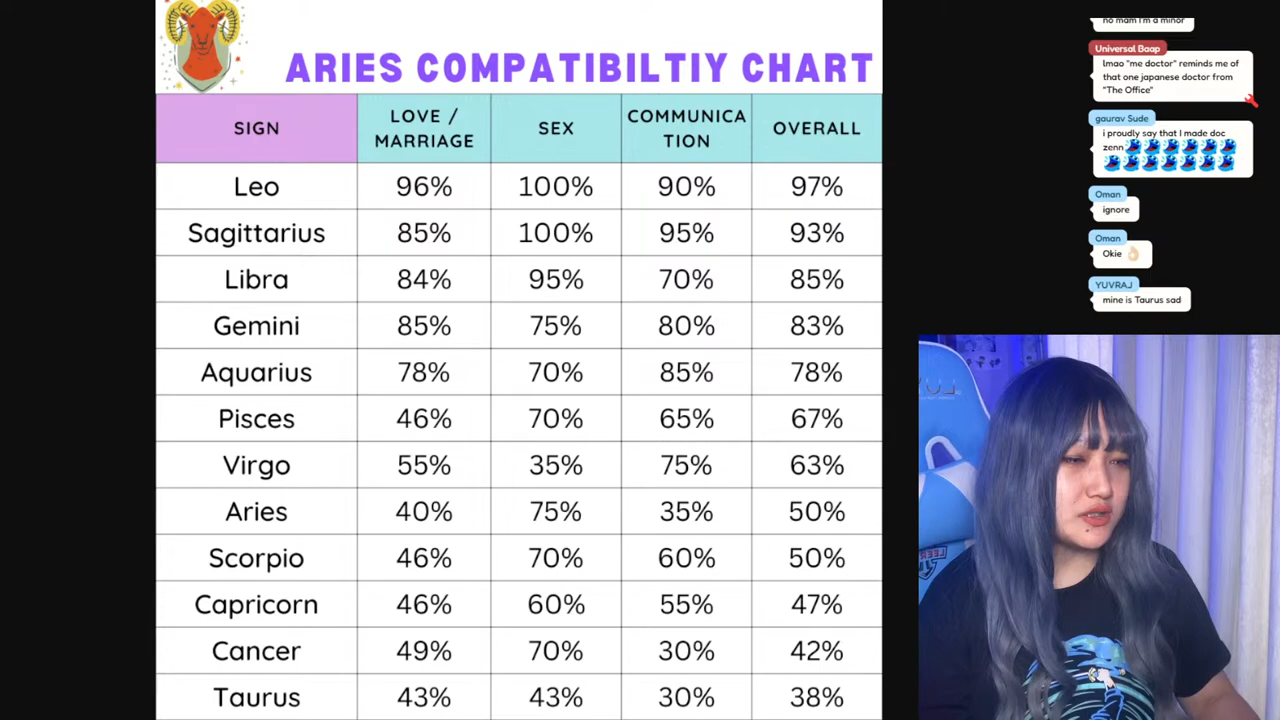 ARIES COMPATIBILTIY CHART
SIGN LOVE / MARRIAGE SEX COMMUNICA TION OVERALL
Leo 96% 100% 90% 97%
Sagittarius 85% 100% 95% 93%
Libra 84% 95% 70% 85%
Gemini 85% 75% 80% 83%
Aquarius 78% 70% 85% 78%
Pisces 46% 70% 65% 67%
Virgo 55% 35% 75% 63%
Aries 40% 75% 35% 50%
Scorpio 46% 70% 60% 50%
Capricorn 46% 60% 55% 47%
Cancer 49% 70% 30% 42%
Taurus 43% 43% 30% 38%
no mam I'm a minor
Universal Baap
lmao "me doctor" reminds me of
that one japanese doctor from
"The Office"
gaurav Sude
i proudly say that I made doc
zenn
Oman
ignore
Oman
Okie 👌🏻
YUVRAJ
mine is Taurus sad